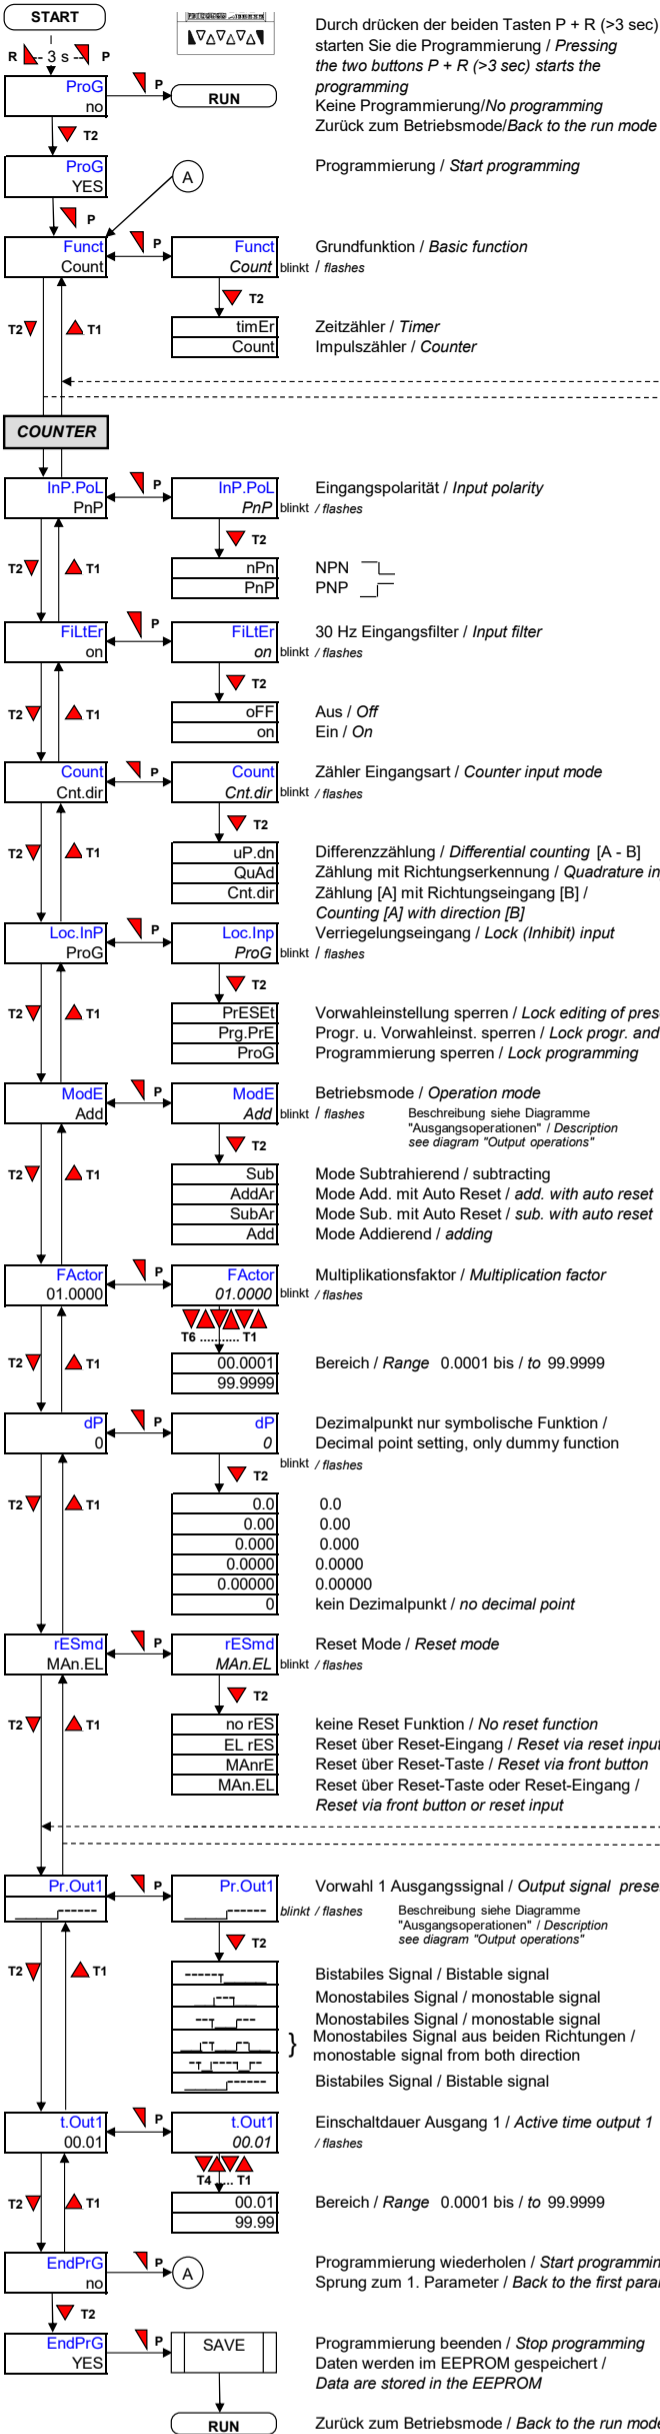 START
R 3 s P
Durch drücken der beiden Tasten P + R (>3 sec)
starten Sie die Programmierung / Pressing
the two buttons P + R (>3 sec) starts the
programming
ProG
no
P
RUN
Keine Programmierung/No programming
Zurück zum Betriebsmode/Back to the run mode
T2
ProG
YES
A
Programmierung / Start programming
P
Funct
Count
P
Funct
Count
blinkt / flashes
Grundfunktion / Basic function
T2
T2
T1
timEr
Count
Zeitzähler / Timer
Impulszähler / Counter
COUNTER
InP.PoL
PnP
P
InP.PoL
PnP
blinkt / flashes
Eingangspolarität / Input polarity
T2
T2
T1
nPn
PnP
NPN
PNP
FiLtEr
on
P
FiLtEr
on
blinkt / flashes
30 Hz Eingangsfilter / Input filter
T2
T2
T1
oFF
on
Aus / Off
Ein / On
Count
Cnt.dir
P
Count
Cnt.dir
blinkt / flashes
Zähler Eingangsart / Counter input mode
T2
T2
T1
uP.dn
QuAd
Cnt.dir
Differenzzählung / Differential counting [A - B]
Zählung mit Richtungserkennung / Quadrature in
Zählung [A] mit Richtungseingang [B] /
Counting [A] with direction [B]
Loc.InP
ProG
P
Loc.Inp
ProG
blinkt / flashes
Verriegelungseingang / Lock (Inhibit) input
T2
T2
T1
PrESEt
Prg.PrE
ProG
Vorwahleinstellung sperren / Lock editing of pres
Progr. u. Vorwahleinst. sperren / Lock progr. and
Programmierung sperren / Lock programming
ModE
Add
P
ModE
Add
blinkt / flashes
Betriebsmode / Operation mode
Beschreibung siehe Diagramme
"Ausgangsoperationen" / Description
see diagram "Output operations"
T2
T2
T1
Sub
AddAr
SubAr
Add
Mode Subtrahierend / subtracting
Mode Add. mit Auto Reset / add. with auto reset
Mode Sub. mit Auto Reset / sub. with auto reset
Mode Addierend / adding
FActor
01.0000
P
FActor
01.0000
blinkt / flashes
Multiplikationsfaktor / Multiplication factor
T6 ........... T1
T2
T1
00.0001
99.9999
Bereich / Range 0.0001 bis / to 99.9999
dP
0
P
dP
0
blinkt / flashes
Dezimalpunkt nur symbolische Funktion /
Decimal point setting, only dummy function
T2
T2
T1
0.0
0.00
0.000
0.0000
0.00000
0
0.0
0.00
0.000
0.0000
0.00000
kein Dezimalpunkt / no decimal point
rESmd
MAn.EL
P
rESmd
MAn.EL
blinkt / flashes
Reset Mode / Reset mode
T2
T2
T1
no rES
EL rES
MAnrE
MAn.EL
keine Reset Funktion / No reset function
Reset über Reset-Eingang / Reset via reset input
Reset über Reset-Taste / Reset via front button
Reset über Reset-Taste oder Reset-Eingang /
Reset via front button or reset input
Pr.Out1
P
Pr.Out1
blinkt / flashes
Vorwahl 1 Ausgangssignal / Output signal prese
Beschreibung siehe Diagramme
"Ausgangsoperationen" / Description
see diagram "Output operations"
T2
T2
T1
Bistabiles Signal / Bistable signal
Monostabiles Signal / monostable signal
Monostabiles Signal / monostable signal
} Monostabiles Signal aus beiden Richtungen /
monostable signal from both direction
Bistabiles Signal / Bistable signal
t.Out1
00.01
P
t.Out1
00.01
/ flashes
Einschaltdauer Ausgang 1 / Active time output 1
T4 .... T1
T2
T1
00.01
99.99
Bereich / Range 0.0001 bis / to 99.9999
EndPrG
no
P
A
Programmierung wiederholen / Start programmin
Sprung zum 1. Parameter / Back to the first para
T2
EndPrG
YES
P
SAVE
Programmierung beenden / Stop programming
Daten werden im EEPROM gespeichert /
Data are stored in the EEPROM
RUN
Zurück zum Betriebsmode / Back to the run mod